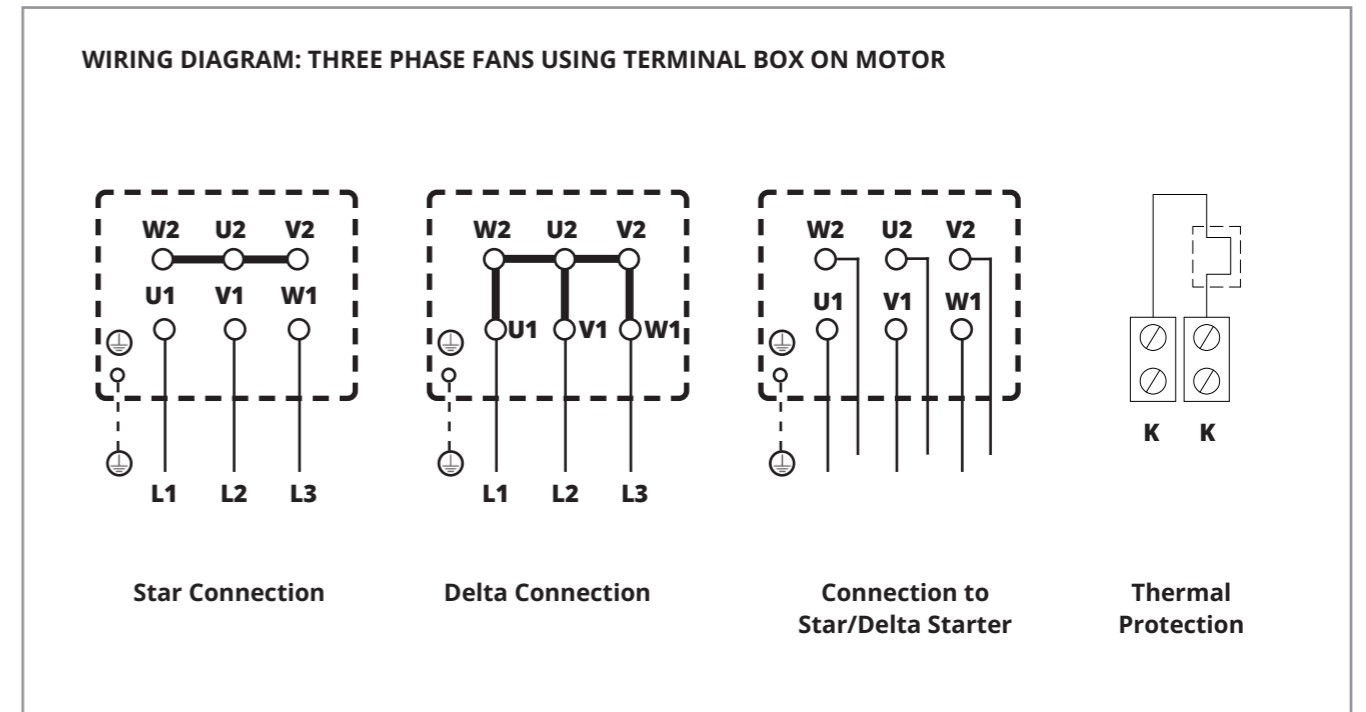 WIRING DIAGRAM: THREE PHASE FANS USING TERMINAL BOX ON MOTOR
W2 U2 V2
U1 V1 W1
L1 L2 L3
Star Connection
W2 U2 V2
U1 V1 W1
L1 L2 L3
Delta Connection
W2 U2 V2
U1 V1 W1
Connection to
Star/Delta Starter
K K
Thermal
Protection